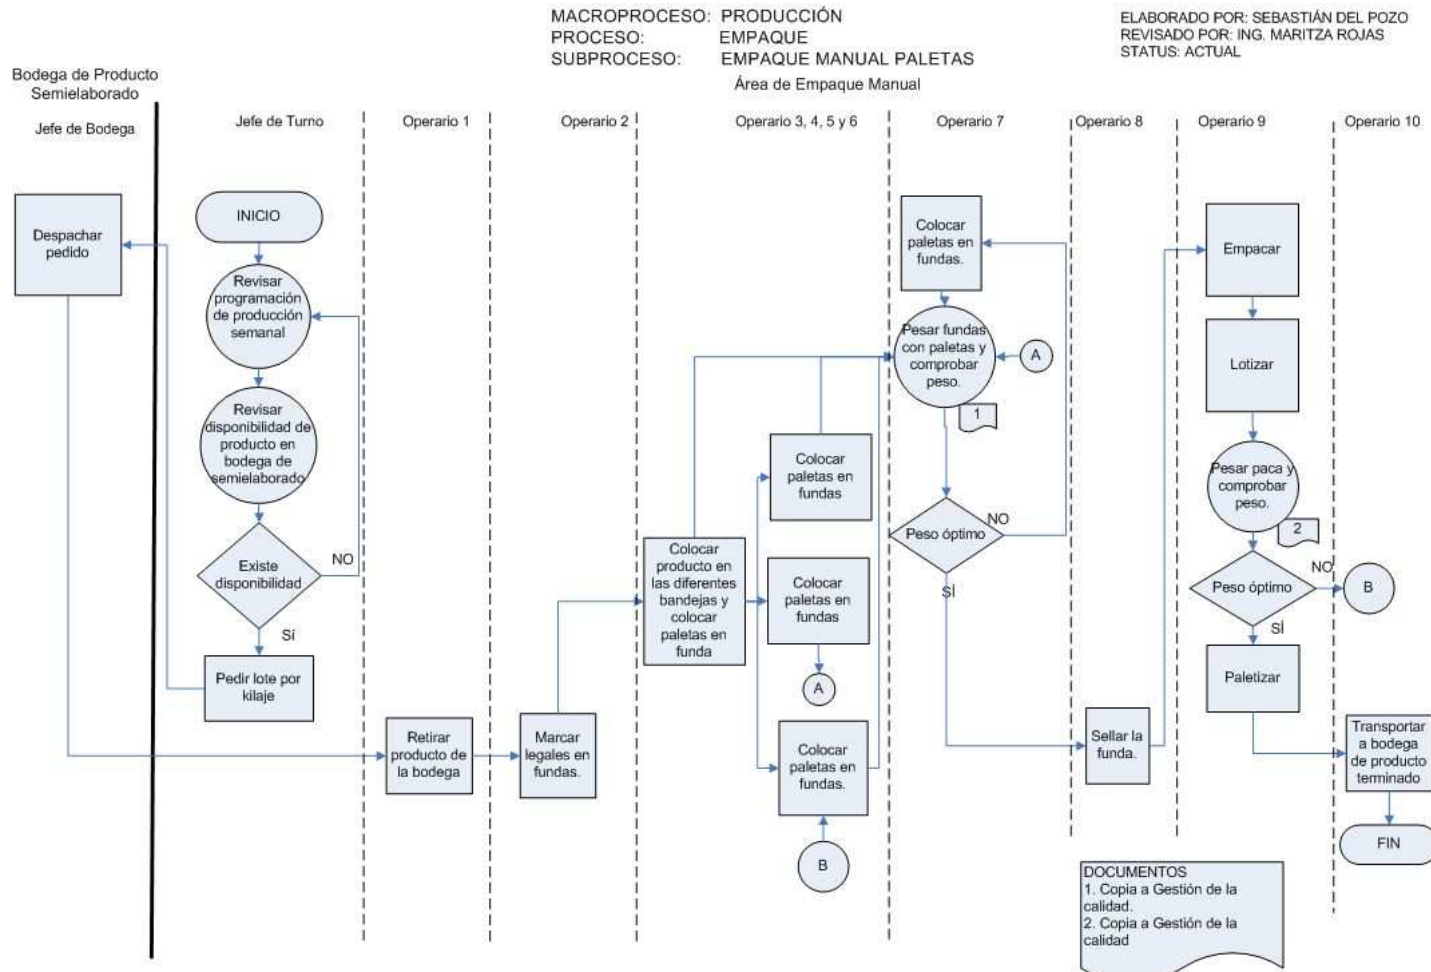 MACROPROCESO: PRODUCCIÓN
PROCESO: EMPAQUE
SUBPROCESO: EMPAQUE MANUAL PALETAS
ELABORADO POR: SEBASTIÁN DEL POZO
REVISADO POR: ING. MARITZA ROJAS
STATUS: ACTUAL
Bodega de Producto
Semielaborado
Área de Empaque Manual
Jefe de Bodega
Jefe de Turno
Operario 1
Operario 2
Operario 3, 4, 5 y 6
Operario 7
Operario 8
Operario 9
Operario 10
Despachar
pedido
INICIO
Revisar
programación
de producción
semanal
Revisar
disponibilidad de
producto en
bodega de
semielaborado
Existe
disponibilidad
NO
Sí
Pedir lote por
kilaje
Retirar
producto de
la bodega
Marcar
legales en
fundas.
Colocar
producto en
las diferentes
bandejas y
colocar
paletas en
funda
Colocar
paletas en
fundas
Colocar
paletas en
fundas
A
Colocar
paletas en
fundas.
B
Colocar
paletas en
fundas.
Pesar fundas
con paletas y
comprobar
peso.
A
1
Peso óptimo
NO
SÍ
Sellar la
funda.
Empacar
Lotizar
Pesar paca y
comprobar
peso.
2
Peso óptimo
NO
B
SÍ
Paletizar
Transportar
a bodega
de producto
terminado
FIN
DOCUMENTOS
1. Copia a Gestión de la
calidad.
2. Copia a Gestión de la
calidad